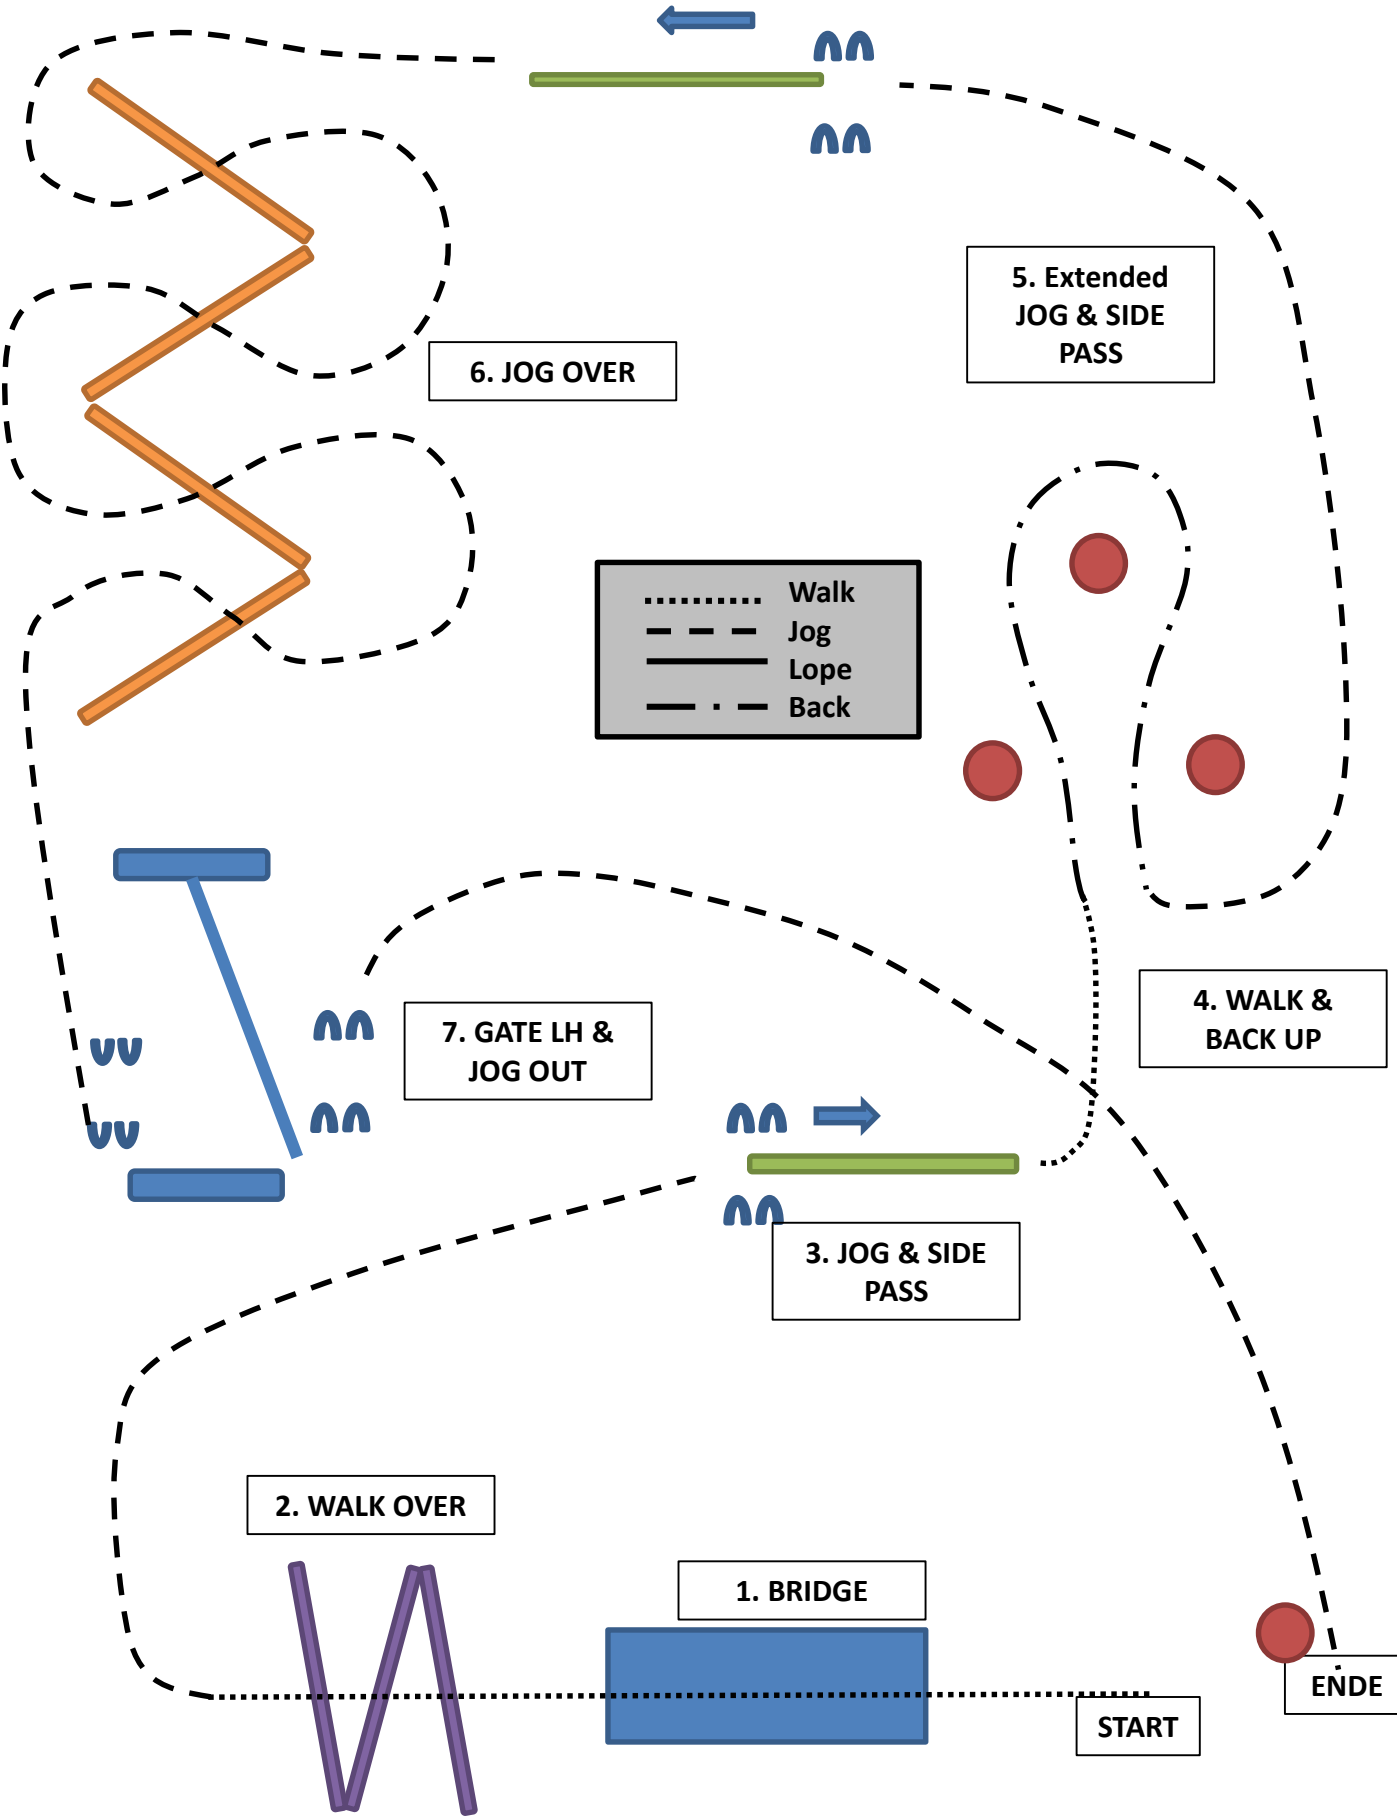 5. Extended
JOG & SIDE
PASS
6. JOG OVER
Walk
Jog
Lope
Back
4. WALK &
BACK UP
7. GATE LH &
JOG OUT
3. JOG & SIDE
PASS
2. WALK OVER
1. BRIDGE
ENDE
START